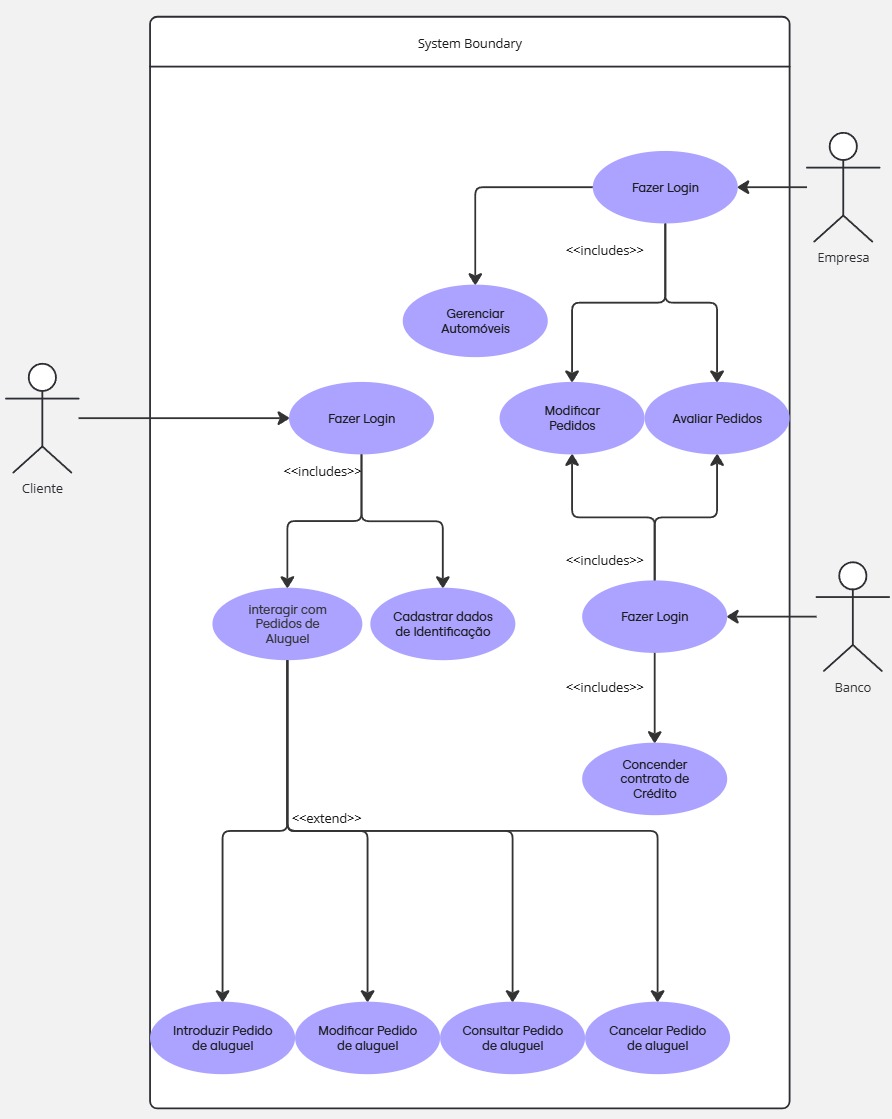 System Boundary
Fazer Login
<<includes>>
Empresa
Gerenciar
Automóveis
Modificar
Pedidos
Avaliar Pedidos
Fazer Login
<<includes>>
Cliente
<<includes>>
interagir com
Pedidos de
Aluguel
Cadastrar dados
de Identificação
Fazer Login
<<includes>>
Banco
Concender
contrato de
Crédito
<<extend>>
Introduzir Pedido
de aluguel
Modificar Pedido
de aluguel
Consultar Pedido
de aluguel
Cancelar Pedido
de aluguel